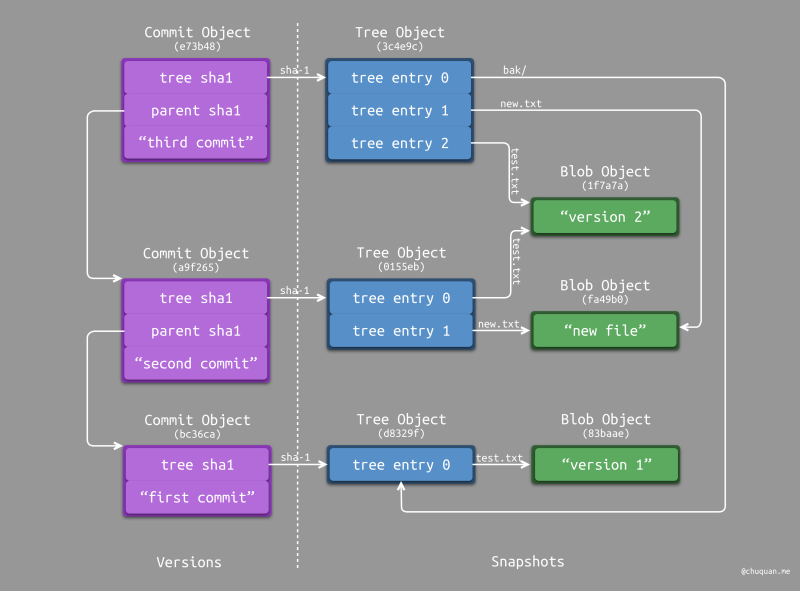 Commit Object
(e73b48)
tree sha1
parent sha1
“third commit”
sha-1
Tree Object
(3c4e9c)
tree entry 0
tree entry 1
tree entry 2
bak/
new.txt
test.txt
Blob Object
(1f7a7a)
“version 2”
Commit Object
(a9f265)
tree sha1
parent sha1
“second commit”
sha-1
Tree Object
(0155eb)
tree entry 0
tree entry 1
test.txt
new.txt
Blob Object
(fa49b0)
“new file”
Commit Object
(bc36ca)
tree sha1
“first commit”
sha-1
Tree Object
(d8329f)
tree entry 0
test.txt
Blob Object
(83baae)
“version 1”
Versions
Snapshots
@chuquan.me